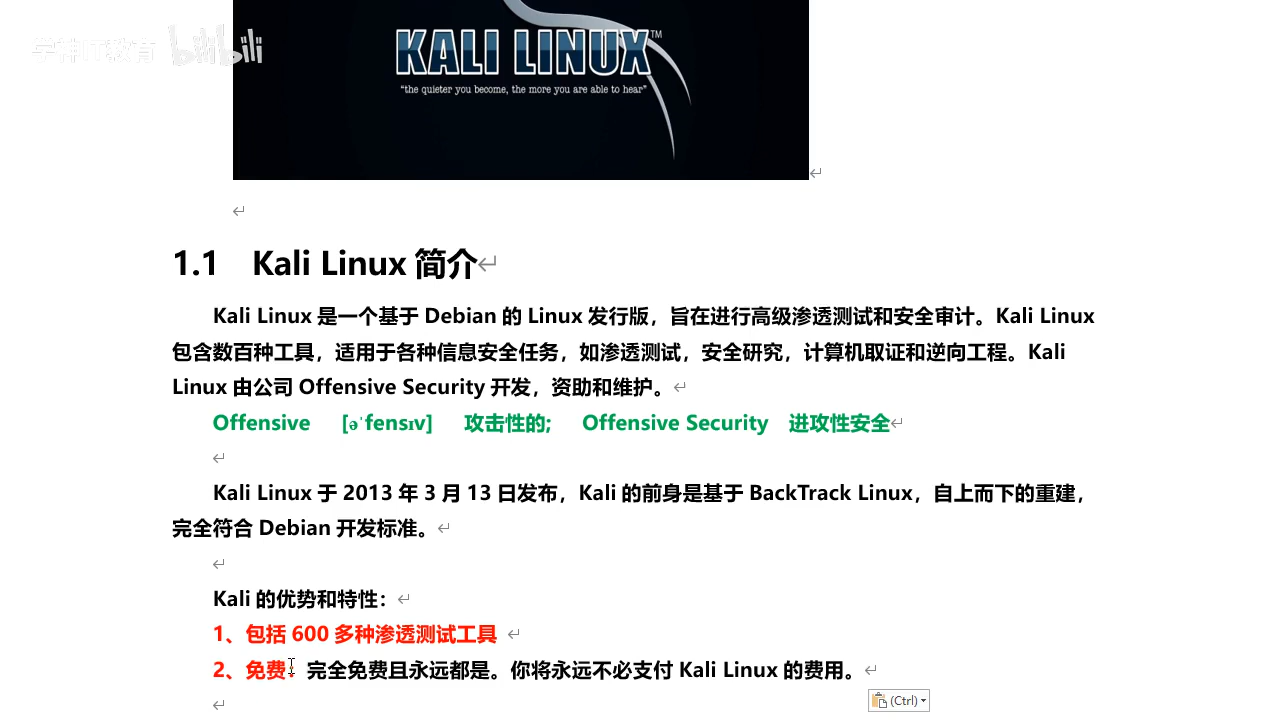 学神IT教育 bilibili
KALI LINUX™
“the quieter you become, the more you are able to hear”
1.1 Kali Linux 简介
Kali Linux 是一个基于 Debian 的 Linux 发行版，旨在进行高级渗透测试和安全审计。Kali Linux
包含数百种工具，适用于各种信息安全任务，如渗透测试，安全研究，计算机取证和逆向工程。Kali
Linux 由公司 Offensive Security 开发，资助和维护。
Offensive [əˈfensɪv] 攻击性的; Offensive Security 进攻性安全
Kali Linux 于 2013 年 3 月 13 日发布，Kali 的前身是基于 BackTrack Linux，自上而下的重建，
完全符合 Debian 开发标准。
Kali 的优势和特性：
1、包括 600 多种渗透测试工具
2、免费：完全免费且永远都是。你将永远不必支付 Kali Linux 的费用。
(Ctrl)